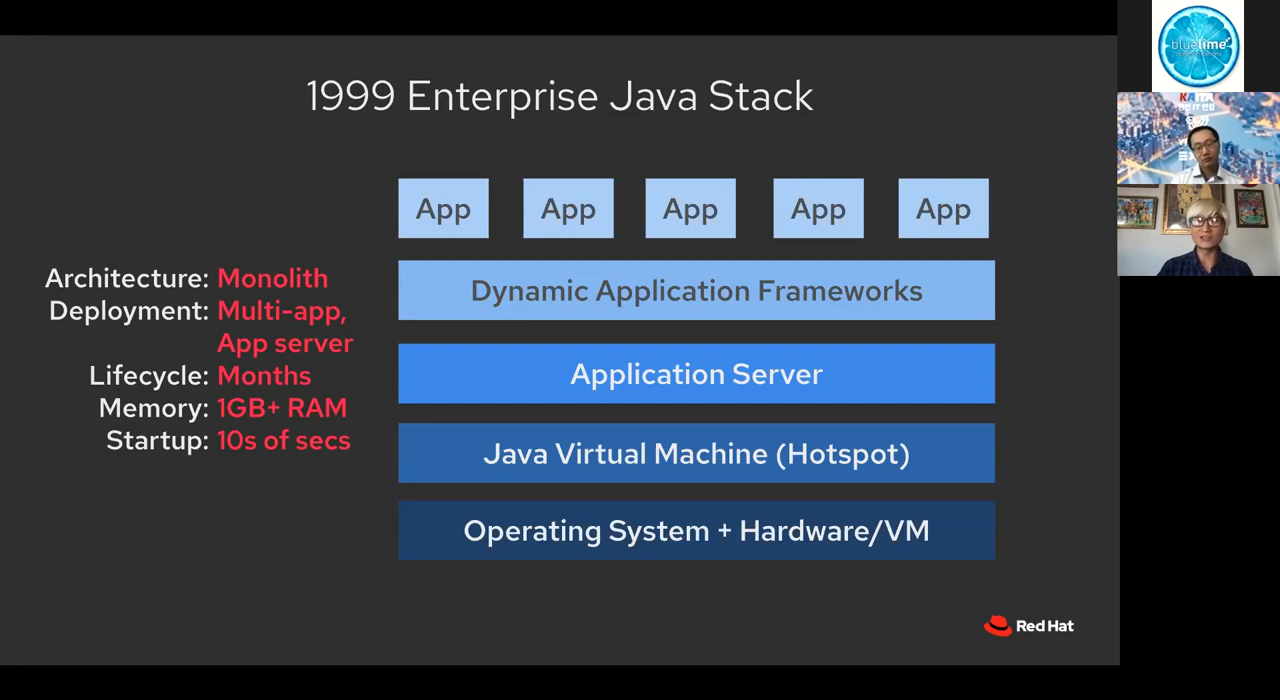 1999 Enterprise Java Stack
App App App App App
Dynamic Application Frameworks
Application Server
Java Virtual Machine (Hotspot)
Operating System + Hardware/VM
Architecture: Monolith
Deployment: Multi-app,
App server
Lifecycle: Months
Memory: 1GB+ RAM
Startup: 10s of secs
Red Hat
bluelime